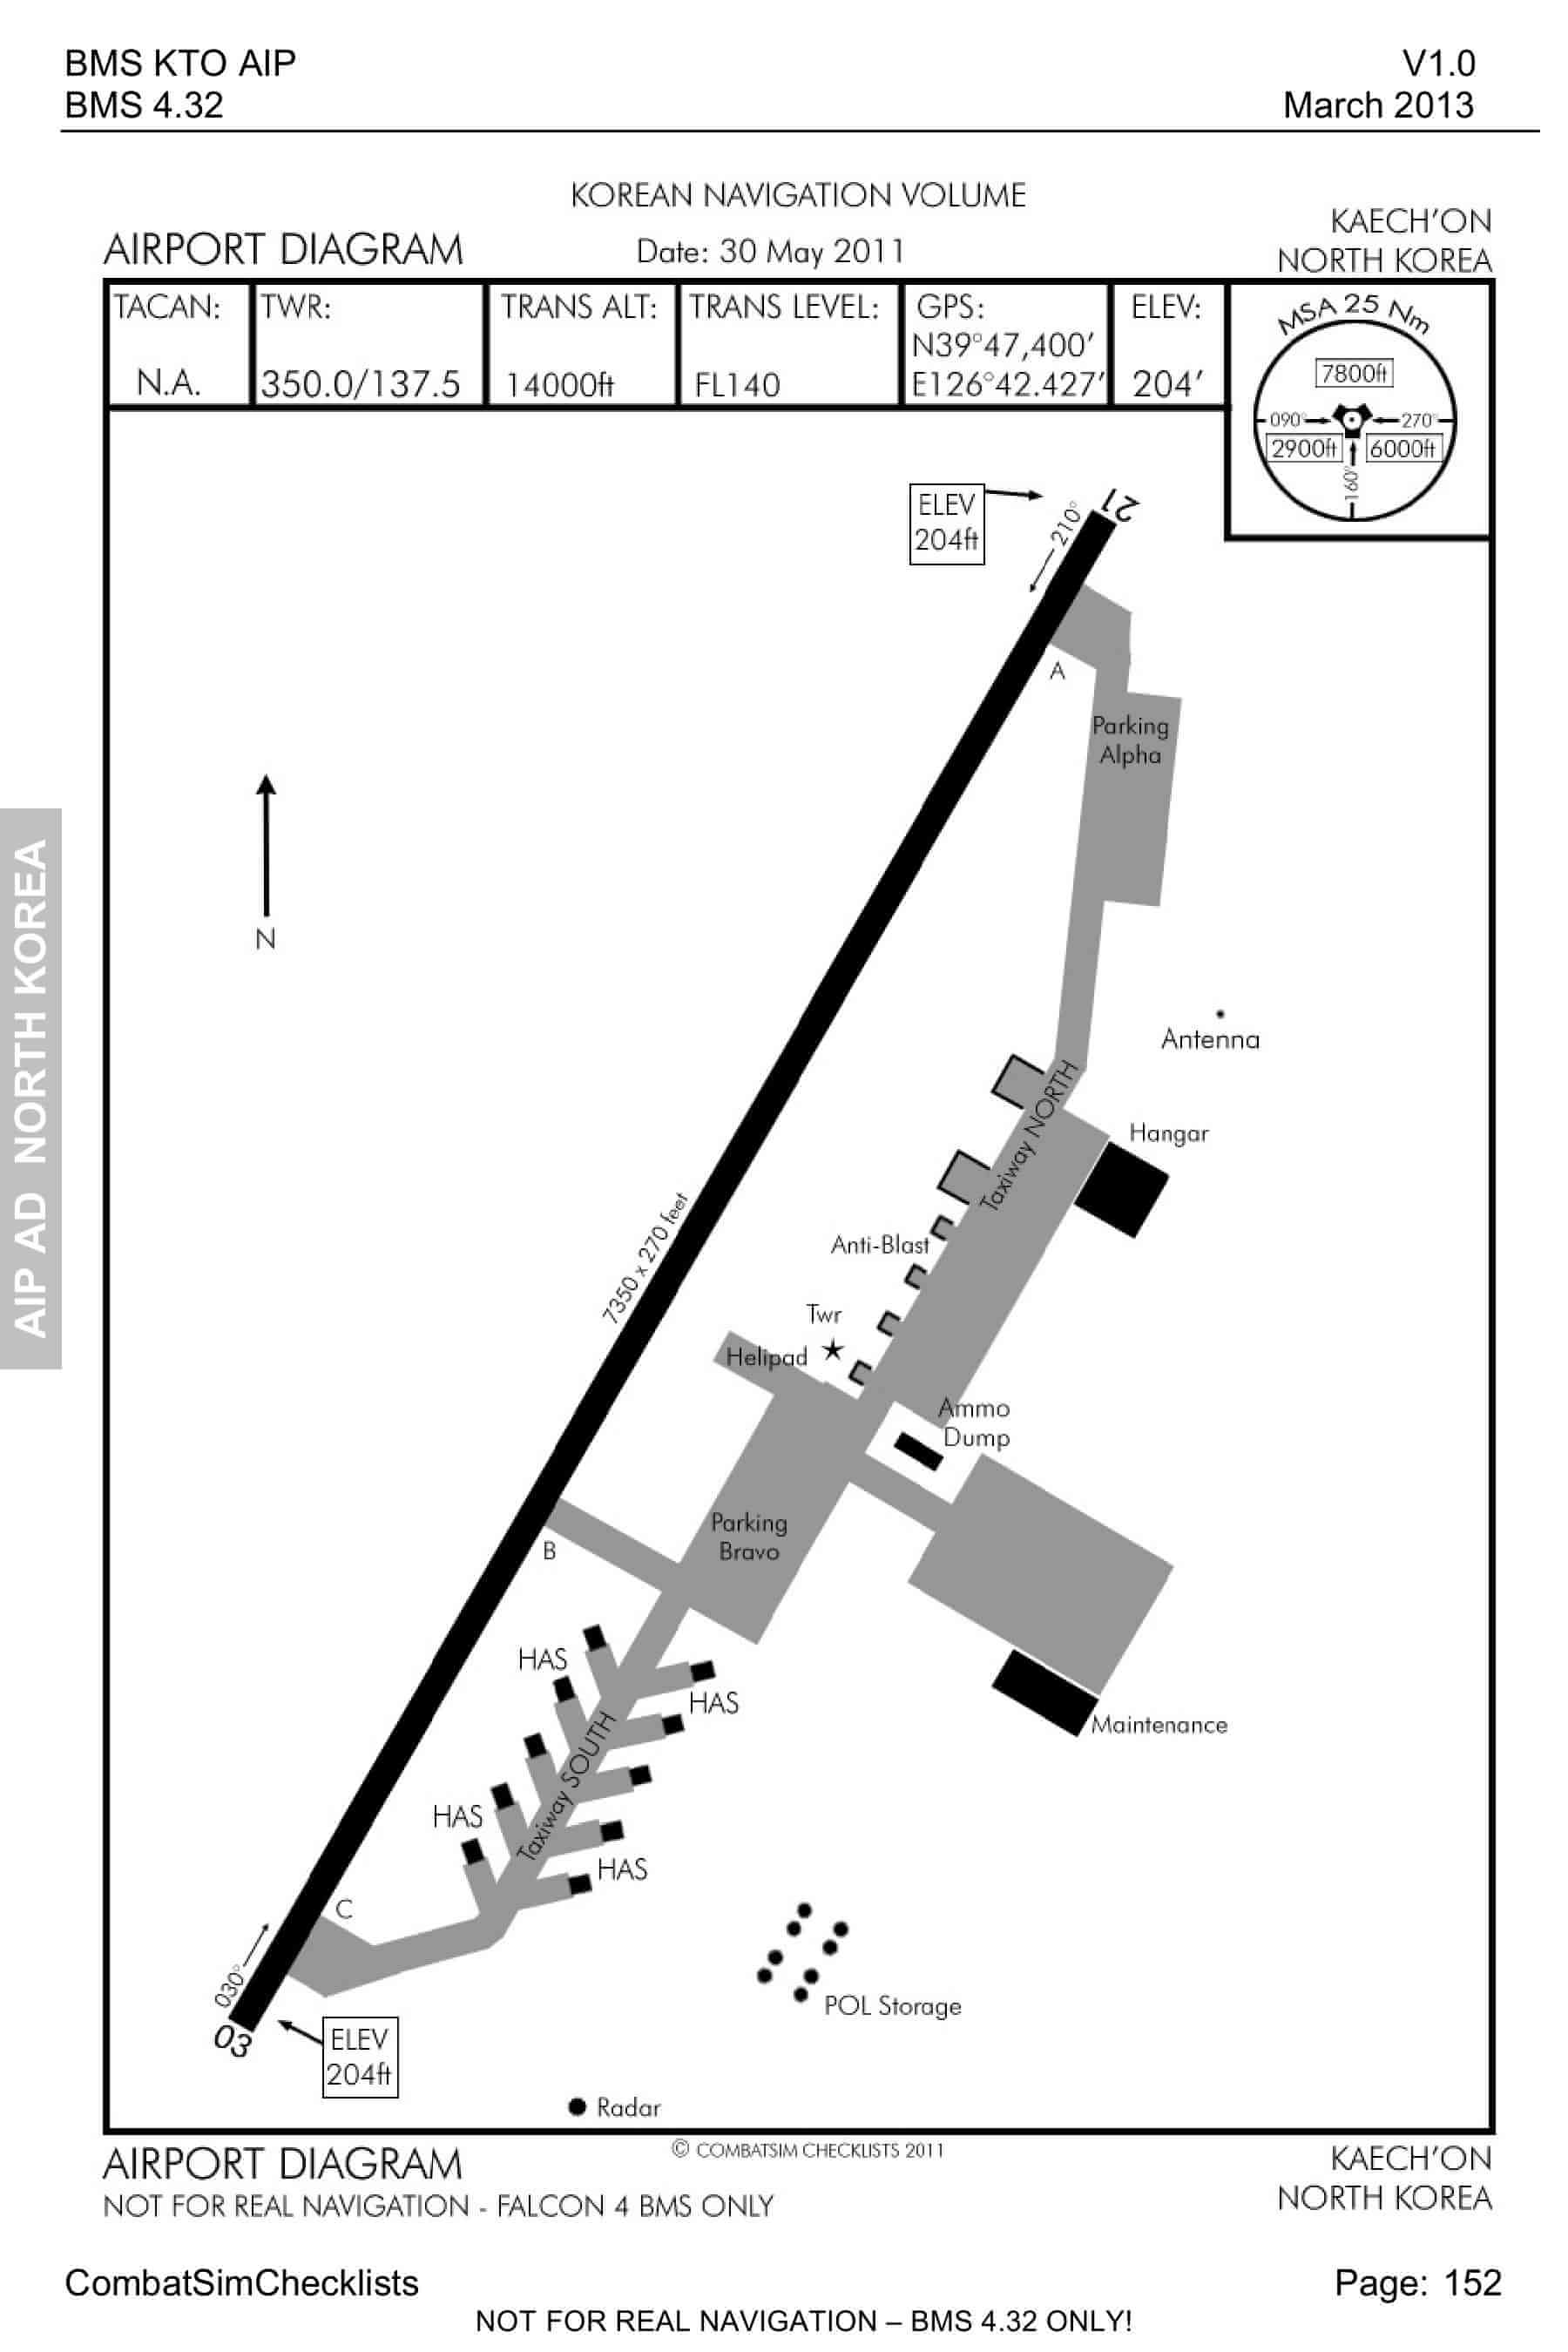 BMS KTO AIP
V1.0
BMS 4.32
March 2013
KOREAN NAVIGATION VOLUME
KAECH'ON
AIRPORT DIAGRAM
Date: 30 May 2011
NORTH KOREA
TACAN:
N.A.
TWR:
350.0/137.5
TRANS ALT:
14000ft
TRANS LEVEL:
FL140
GPS:
N39°47,400'
E126°42.427'
ELEV:
204'
MSA 25 Nm
7800ft
090°
270°
2900ft
6000ft
160°
ELEV
204ft
21
210°
A
Parking
Alpha
N
AIP AD NORTH KOREA
Antenna
Taxiway NORTH
Hangar
7350 x 270 feet
Anti-Blast
Twr
Helipad
Ammo
Dump
Parking
Bravo
B
HAS
HAS
Taxiway SOUTH
Maintenance
HAS
HAS
C
030°
03
POL Storage
ELEV
204ft
Radar
© COMBATSIM CHECKLISTS 2011
AIRPORT DIAGRAM
KAECH'ON
NOT FOR REAL NAVIGATION - FALCON 4 BMS ONLY
NORTH KOREA
CombatSimChecklists
Page: 152
NOT FOR REAL NAVIGATION – BMS 4.32 ONLY!